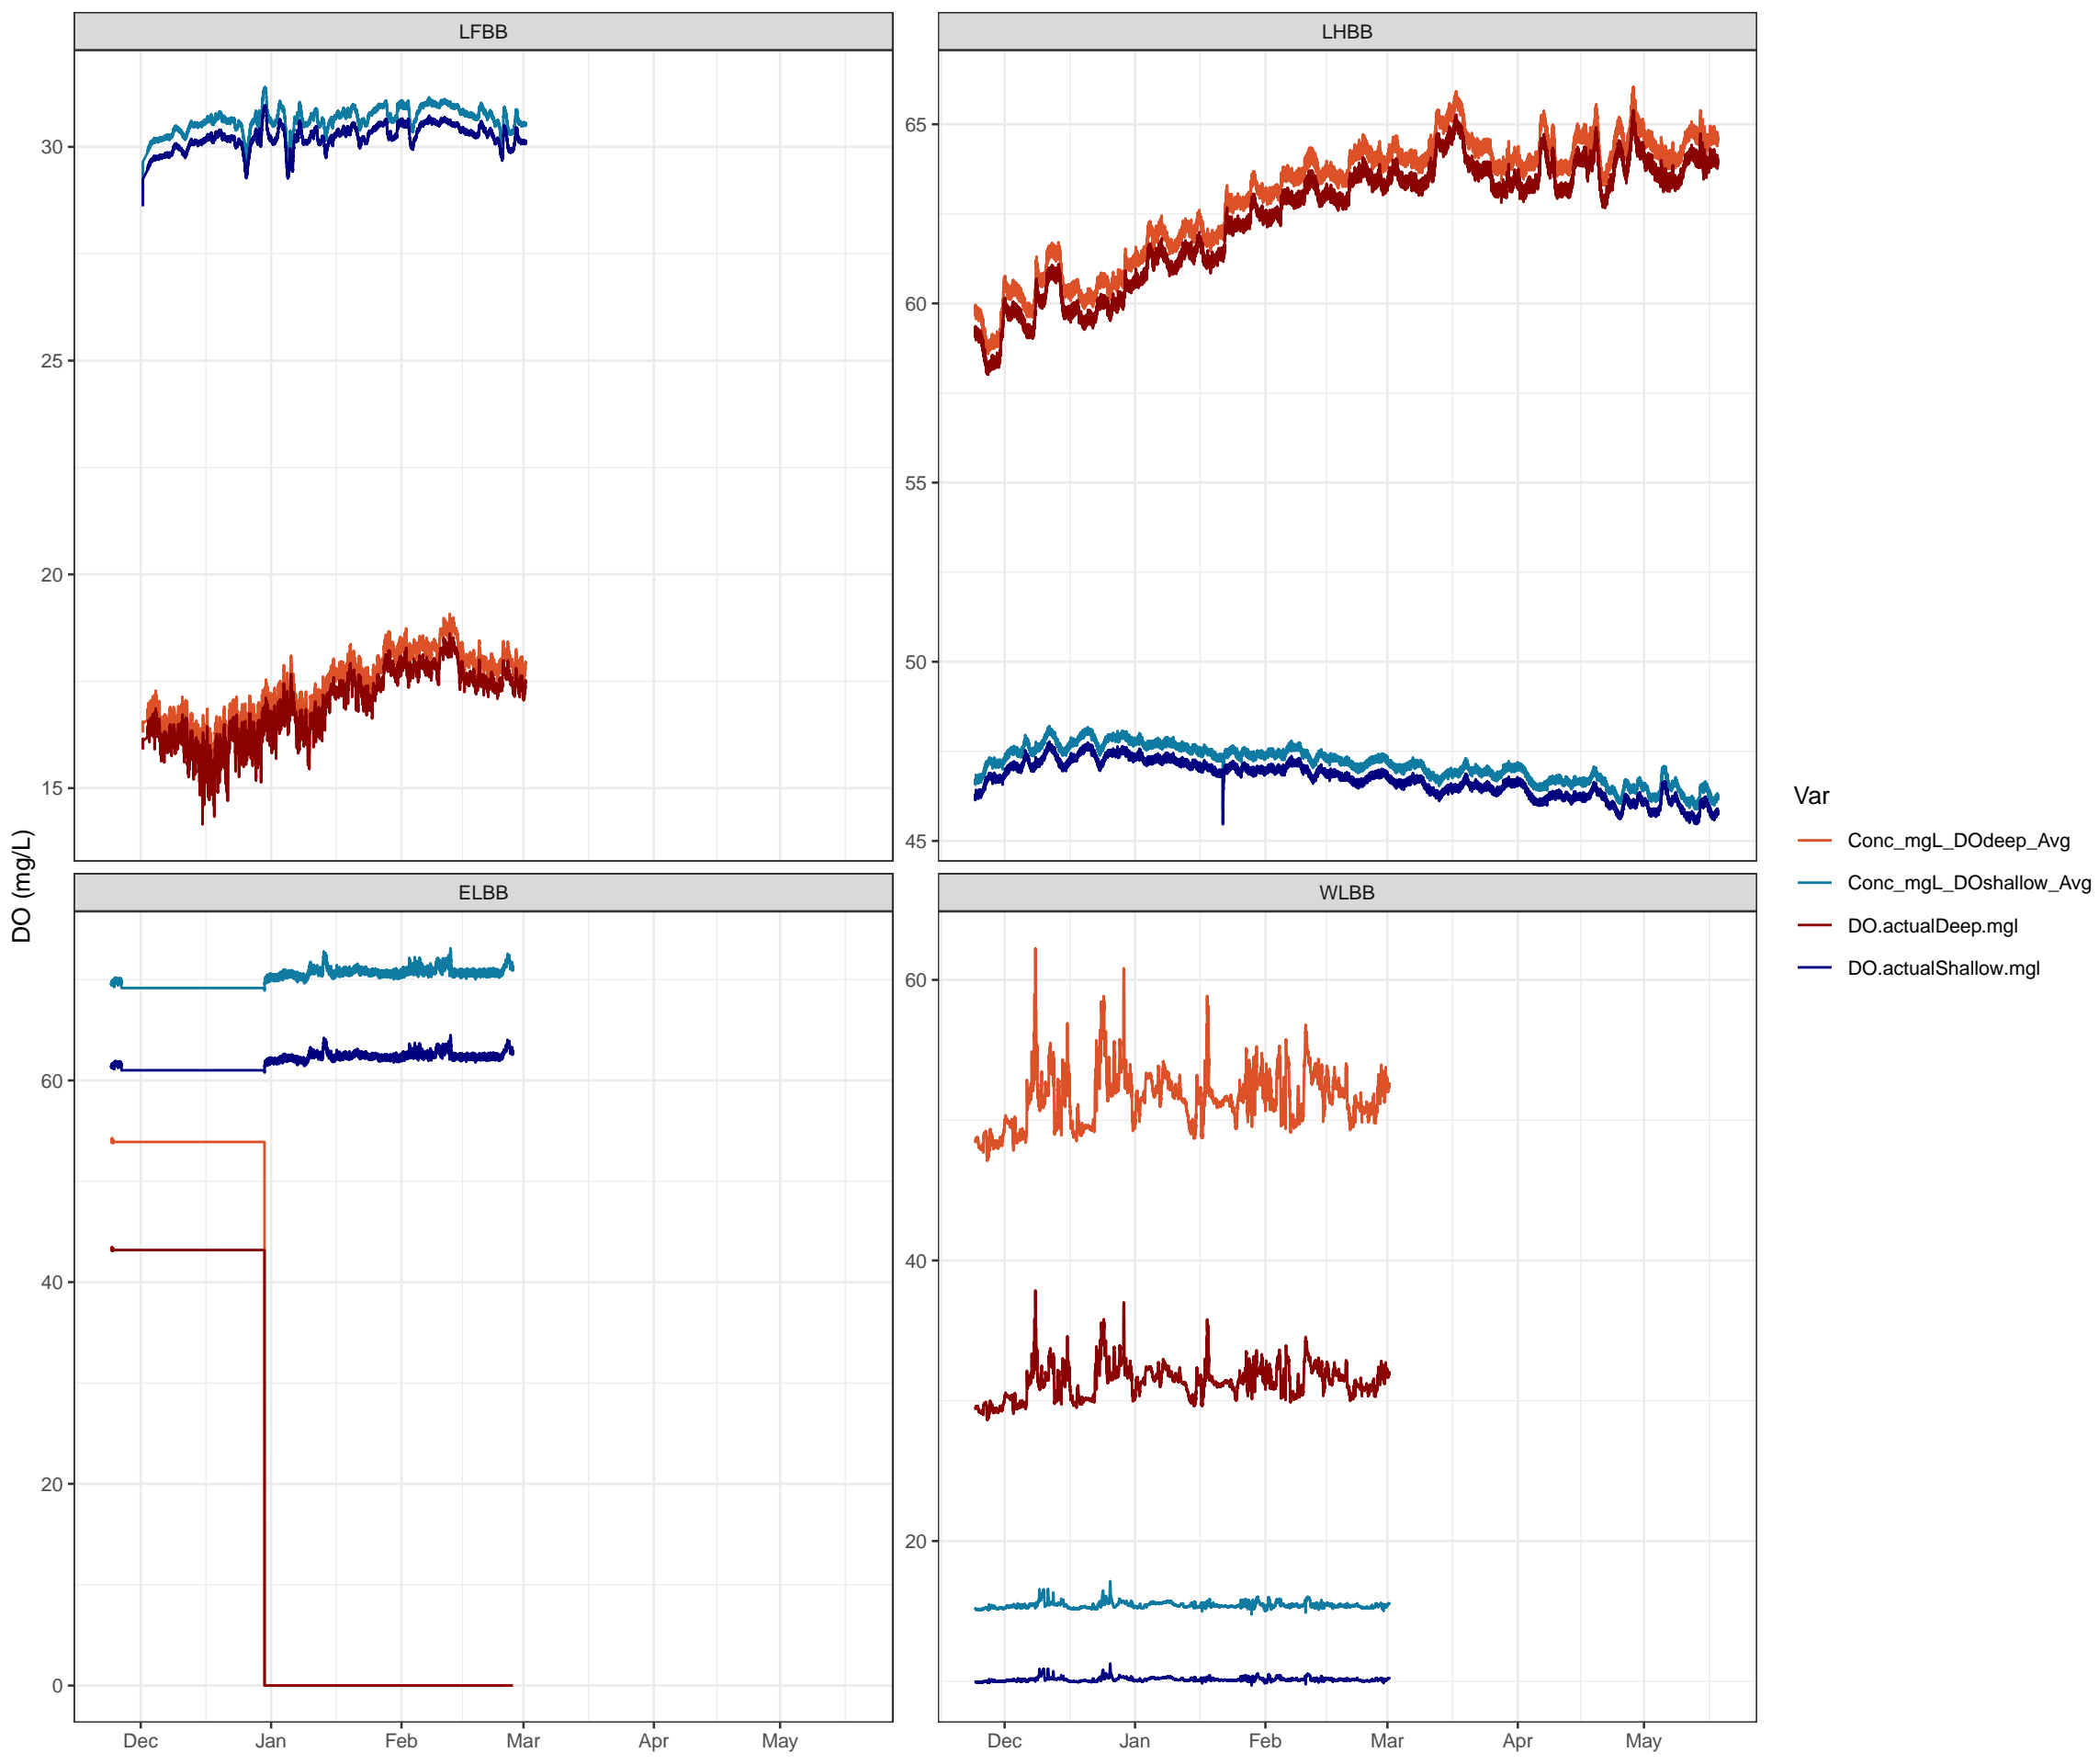 LFBB
LHBB
30
25
20
15
65
60
55
50
45
DO (mg/L)
ELBB
WLBB
60
40
20
0
60
40
20
Dec Jan Feb Mar Apr May
Dec Jan Feb Mar Apr May
Var
Conc_mgL_DOdeep_Avg
Conc_mgL_DOshallow_Avg
DO.actualDeep.mgl
DO.actualShallow.mgl